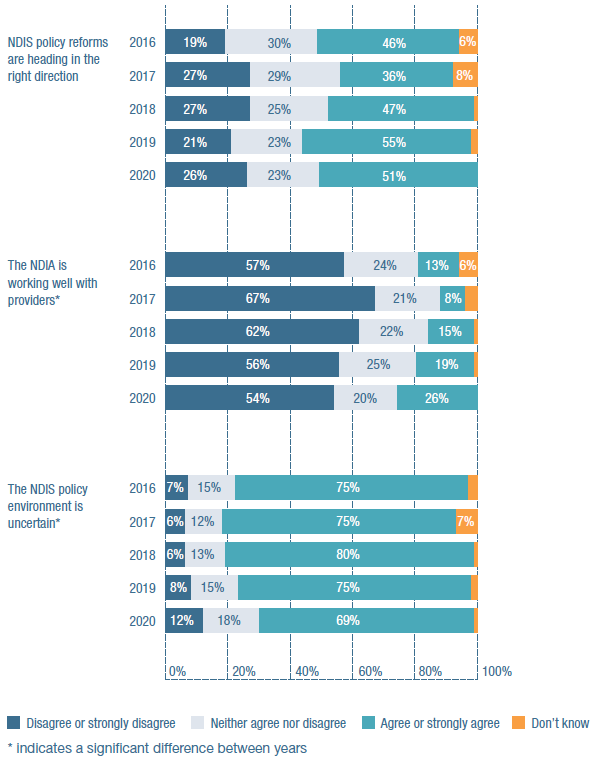 NDIS policy reforms
are heading in the
right direction
2016 19% 30% 46% 6%
2017 27% 29% 36% 8%
2018 27% 25% 47%
2019 21% 23% 55%
2020 26% 23% 51%
The NDIA is
working well with
providers*
2016 57% 24% 13% 6%
2017 67% 21% 8%
2018 62% 22% 15%
2019 56% 25% 19%
2020 54% 20% 26%
The NDIS policy
environment is
uncertain*
2016 7% 15% 75%
2017 6% 12% 75% 7%
2018 6% 13% 80%
2019 8% 15% 75%
2020 12% 18% 69%
0% 20% 40% 60% 80% 100%
Disagree or strongly disagree Neither agree nor disagree Agree or strongly agree Don't know
* indicates a significant difference between years